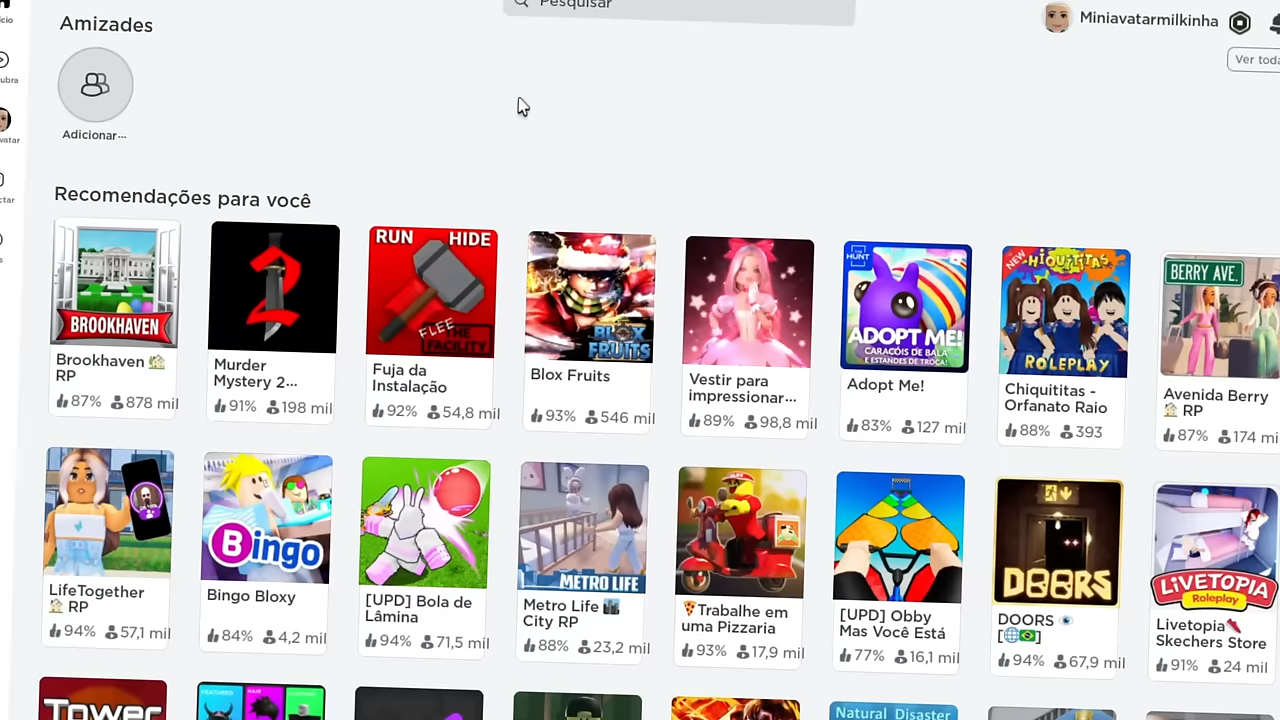 Pesquisar
Amizades
Miniavatarmilkinha
Ver toda
Adicionar...
Recomendações para você
BROOKHAVEN
Brookhaven 🏡
RP
87% 878 mil
2
Murder
Mystery 2...
91% 198 mil
RUN HIDE
FLEE THE FACILITY
Fuja da
Instalação
92% 54,8 mil
BLOX
FRUITS
Blox Fruits
93% 546 mil
Vestir para
impressionar...
89% 98,8 mil
THE HUNT
ADOPT ME!
CARACÓIS DE BALA
E ESTANDES DE TROCA!
Adopt Me!
83% 127 mil
NEW CHIQUITITAS
ROLEPLAY
Chiquititas -
Orfanato Raio
88% 393
BERRY AVE.
Avenida Berry
🏠 RP
87% 174 mi
LifeTogether
🏠 RP
94% 57,1 mil
Bingo
Bingo Bloxy
84% 4,2 mil
[UPD] Bola de
Lâmina
94% 71,5 mil
METRO LIFE
Metro Life 🏙️
City RP
88% 23,2 mil
🍕Trabalhe em
uma Pizzaria
93% 17,9 mil
[UPD] Obby
Mas Você Está
77% 16,1 mil
DOORS
DOORS 👁️
[🌐🇧🇷]
94% 67,9 mil
LIVETOPIA
Roleplay
Livetopia👠
Skechers Store
91% 24 mil
Tower
FEATURED HAIR
Natural Disaster